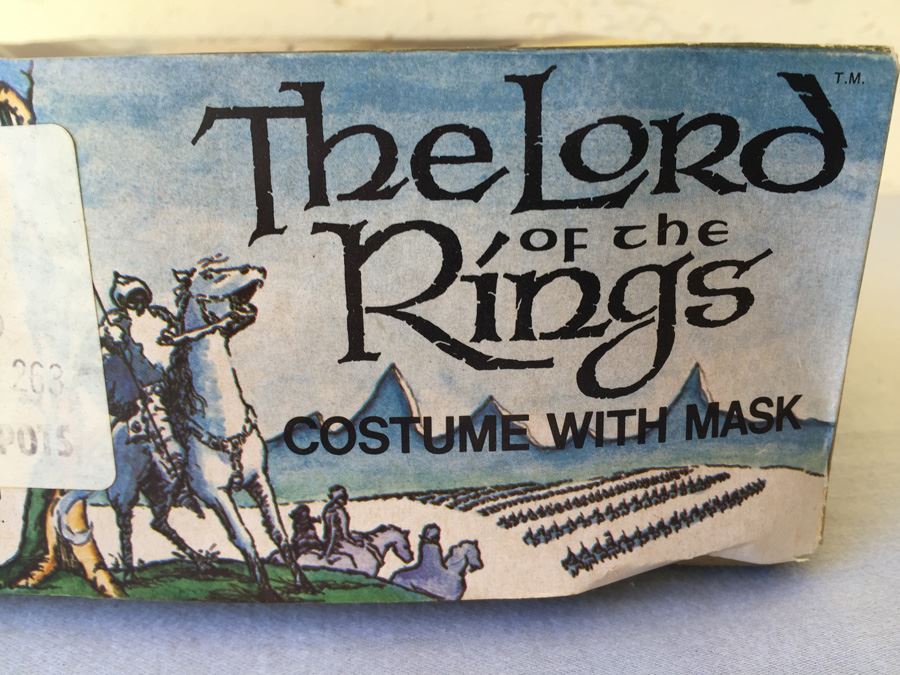 The Lord
T.M.
of the
Rings
COSTUME WITH MASK
263
POTS